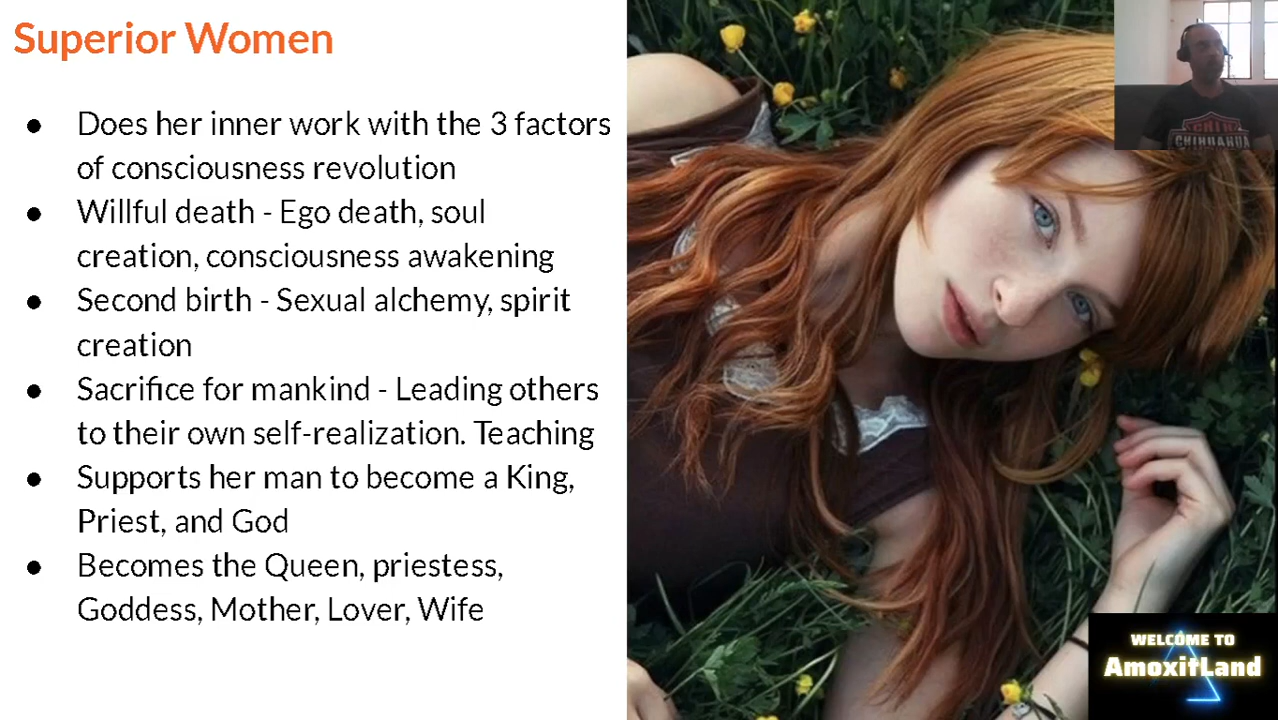 Superior Women
● Does her inner work with the 3 factors
of consciousness revolution
● Willful death - Ego death, soul
creation, consciousness awakening
● Second birth - Sexual alchemy, spirit
creation
● Sacrifice for mankind - Leading others
to their own self-realization. Teaching
● Supports her man to become a King,
Priest, and God
● Becomes the Queen, priestess,
Goddess, Mother, Lover, Wife
CHIHUAHUA
WELCOME TO
AmoxitLand